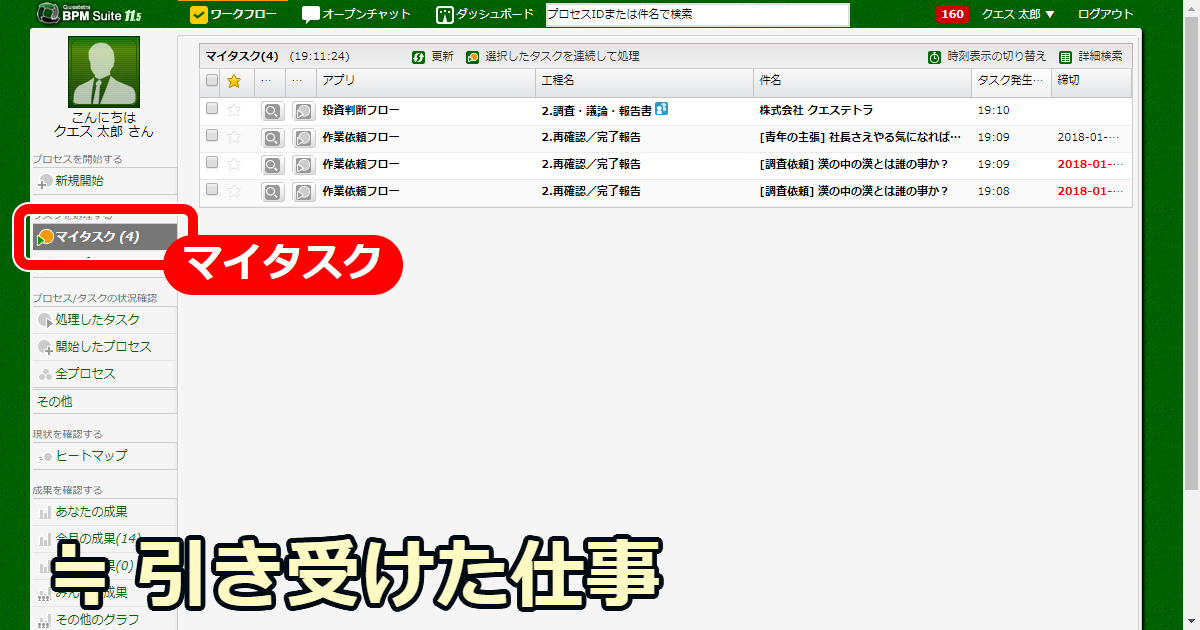 Questetra
BPM Suite 11.5
ワークフロー
オープンチャット
ダッシュボード
プロセスIDまたは件名で検索
160
クエス 太郎 ▼
ログアウト
こんにちは
クエス 太郎 さん
プロセスを開始する
新規開始
タスクを処理する
マイタスク (4)
マイタスク
プロセス/タスクの状況確認
処理したタスク
開始したプロセス
全プロセス
その他
現状を確認する
ヒートマップ
成果を確認する
あなたの成果
今月の成果(14)
果(0)
成果
その他のグラフ
マイタスク(4) (19:11:24)
更新
選択したタスクを連続して処理
時刻表示の切り替え
詳細検索
… … アプリ 工程名 件名 タスク発生… 締切
投資判断フロー 2.調査・議論・報告書 株式会社 クエステトラ 19:10
作業依頼フロー 2.再確認／完了報告 [青年の主張] 社長さえやる気になれば… 19:09 2018-01-…
作業依頼フロー 2.再確認／完了報告 [調査依頼] 漢の中の漢とは誰の事か？ 19:09 2018-01-…
作業依頼フロー 2.再確認／完了報告 [調査依頼] 漢の中の漢とは誰の事か？ 19:08 2018-01-…
≒ 引き受けた仕事